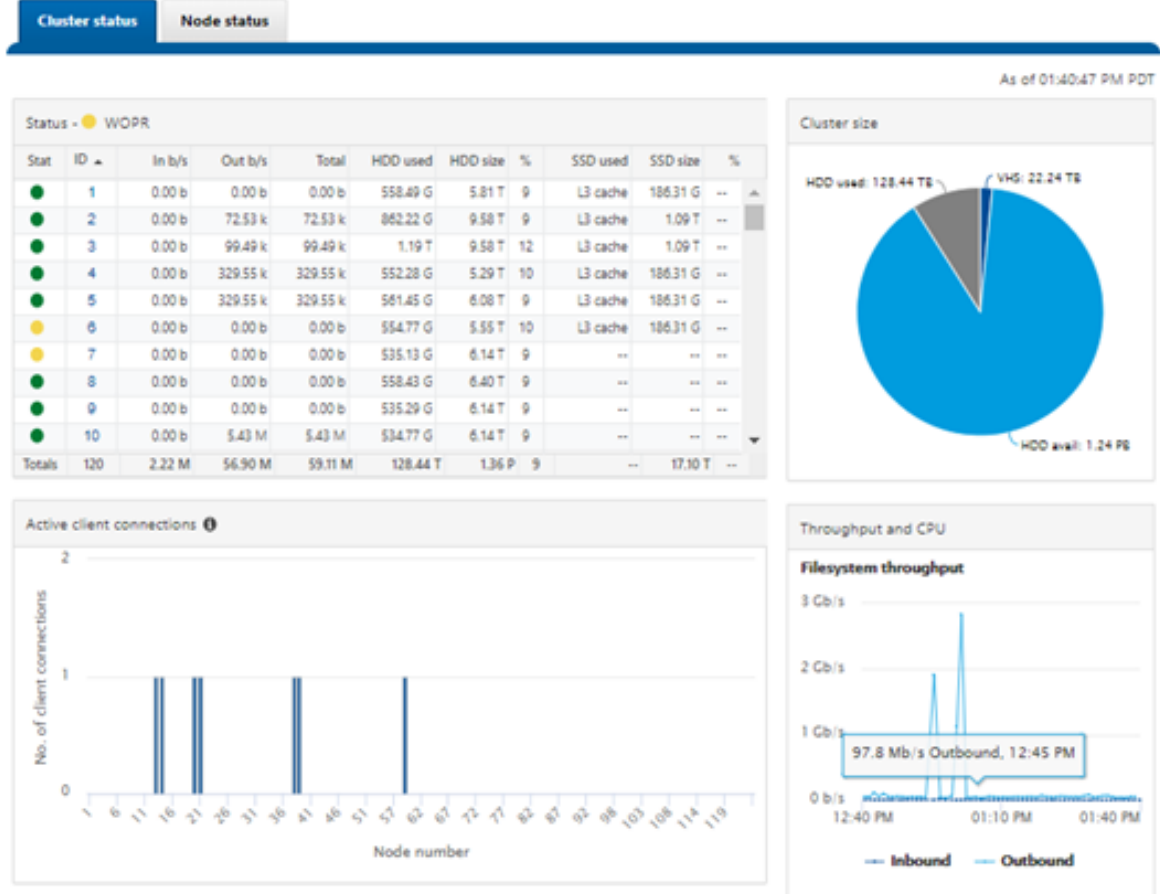 Cluster status Node status
As of 01:40:47 PM PDT
Status - WOPR
Stat ID In b/s Out b/s Total HDD used HDD size % SSD used SSD size %
1 0.00 b 0.00 b 0.00 b 558.49 G 5.81 T 9 L3 cache 186.31 G --
2 0.00 b 72.53 k 72.53 k 862.22 G 9.58 T 9 L3 cache 1.09 T --
3 0.00 b 99.49 k 99.49 k 1.19 T 9.58 T 12 L3 cache 1.09 T --
4 0.00 b 329.55 k 329.55 k 552.28 G 5.29 T 10 L3 cache 186.31 G --
5 0.00 b 329.55 k 329.55 k 561.45 G 6.08 T 9 L3 cache 186.31 G --
6 0.00 b 0.00 b 0.00 b 554.77 G 5.55 T 10 L3 cache 186.31 G --
7 0.00 b 0.00 b 0.00 b 535.13 G 6.14 T 9 -- -- --
8 0.00 b 0.00 b 0.00 b 558.43 G 6.40 T 9 -- -- --
9 0.00 b 0.00 b 0.00 b 535.29 G 6.14 T 9 -- -- --
10 0.00 b 5.43 M 5.43 M 534.77 G 6.14 T 9 -- -- --
Totals 120 2.22 M 56.90 M 59.11 M 128.44 T 1.36 P 9 -- 17.10 T --
Cluster size
HDD used: 128.44 TB
VHS: 22.24 TB
HDD avail: 1.24 PB
Active client connections
No. of client connections
2
1
0
1 6 11 16 21 26 31 36 41 46 51 57 62 67 72 77 82 87 92 98 103 108 114 119
Node number
Throughput and CPU
Filesystem throughput
3 Gb/s
2 Gb/s
1 Gb/s
97.8 Mb/s Outbound, 12:45 PM
0 b/s
12:40 PM 01:10 PM 01:40 PM
Inbound Outbound